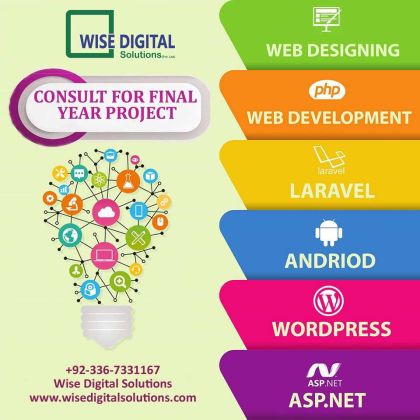 WISE DIGITAL
Solutions (Pvt. Ltd)
CONSULT FOR FINAL
YEAR PROJECT
+92-336-7331167
Wise Digital Solutions
www.wisedigitalsolutions.com
WEB DESIGNING
php
WEB DEVELOPMENT
laravel
LARAVEL
ANDRIOD
WORDPRESS
ASP.NET
ASP.NET